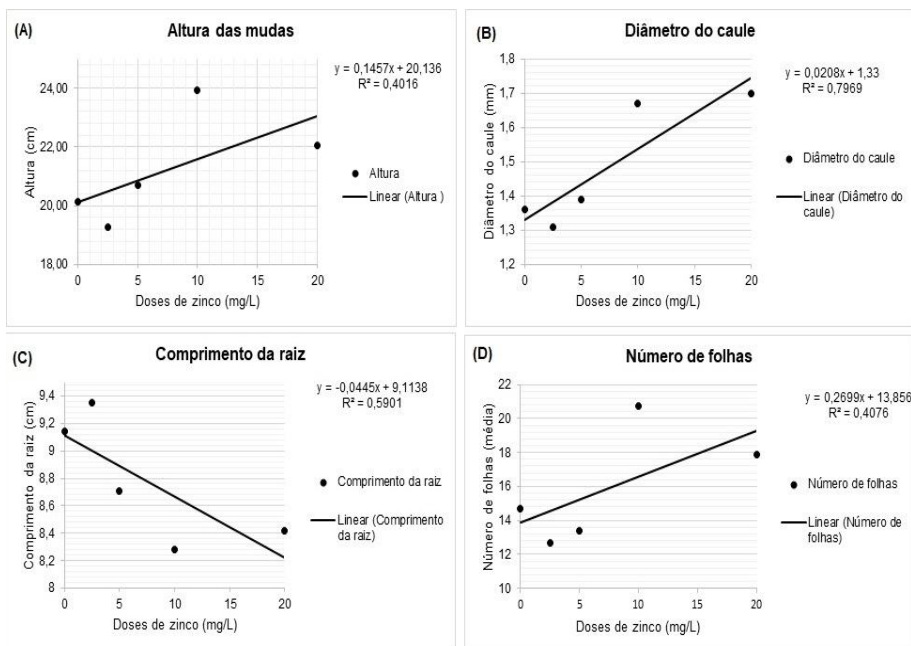 (A)
Altura das mudas
y = 0,1457x + 20,136
R² = 0,4016
Altura (cm)
24,00
22,00
20,00
18,00
0 5 10 15 20
Doses de zinco (mg/L)
Altura
Linear (Altura )
(B)
Diâmetro do caule
y = 0,0208x + 1,33
R² = 0,7969
Diâmetro do caule (mm)
1,8
1,7
1,6
1,5
1,4
1,3
1,2
0 5 10 15 20
Doses de zinco (mg/L)
Diâmetro do caule
Linear (Diâmetro do
caule)
(C)
Comprimento da raiz
y = -0,0445x + 9,1138
R² = 0,5901
Comprimento da raiz (cm)
9,4
9,2
9
8,8
8,6
8,4
8,2
8
0 5 10 15 20
Doses de zinco (mg/L)
Comprimento da raiz
Linear (Comprimento
da raiz)
(D)
Número de folhas
y = 0,2699x + 13,856
R² = 0,4076
Número de folhas (média)
22
20
18
16
14
12
10
0 5 10 15 20
Doses de zinco (mg/L)
Número de folhas
Linear (Número de
folhas)